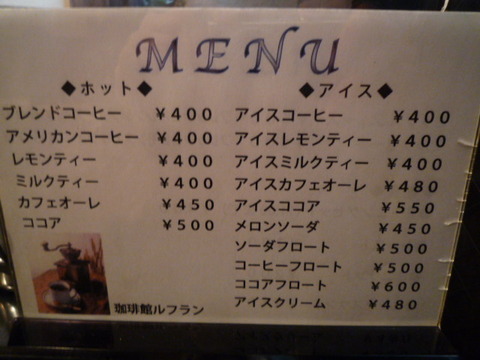 MENU
◆ホット◆
ブレンドコーヒー ￥400
アメリカンコーヒー ￥400
レモンティー ￥400
ミルクティー ￥400
カフェオーレ ￥450
ココア ￥500
珈琲館ルフラン
◆アイス◆
アイスコーヒー ￥400
アイスレモンティー ￥400
アイスミルクティー ￥400
アイスカフェオーレ ￥480
アイスココア ￥550
メロンソーダ ￥450
ソーダフロート ￥500
コーヒーフロート ￥500
ココアフロート ￥600
アイスクリーム ￥480